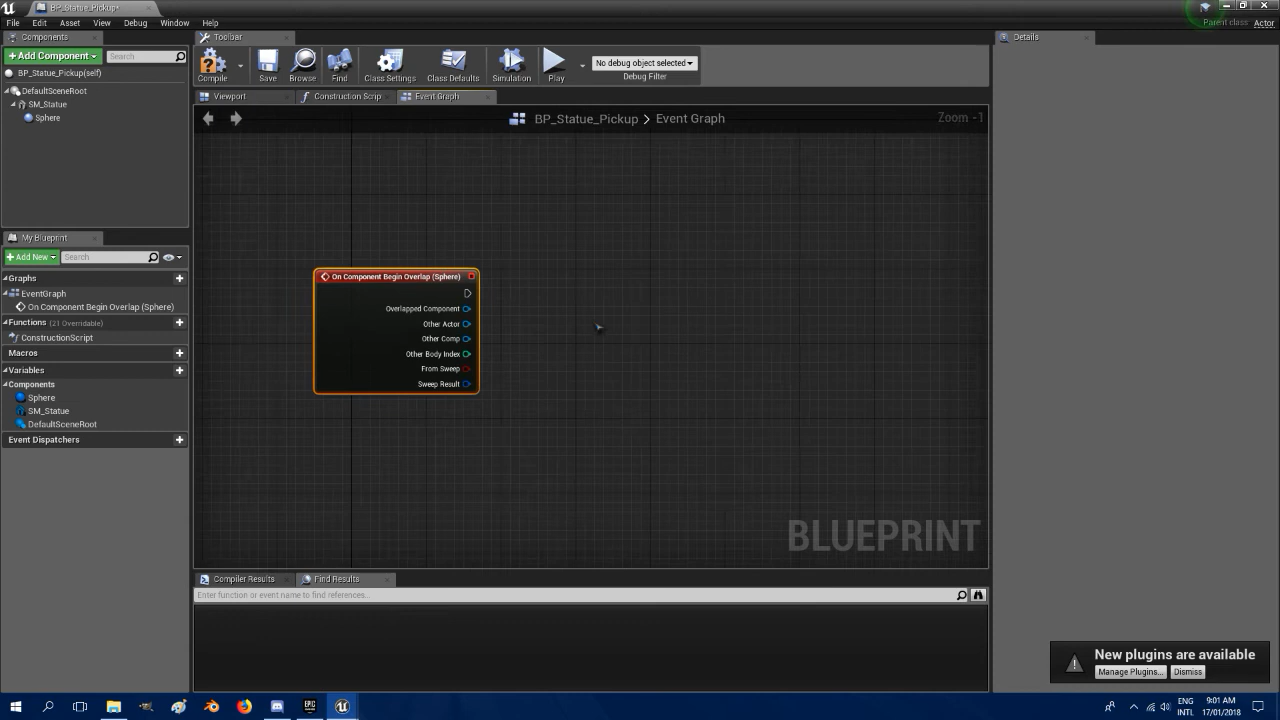 BP_Statue_Pickup*
File Edit Asset View Debug Window Help
Parent class: Actor
Components
Toolbar
Details
+Add Component
Search
BP_Statue_Pickup(self)
DefaultSceneRoot
SM_Statue
Sphere
Compile
Save
Browse
Find
Class Settings
Class Defaults
Simulation
Play
No debug object selected
Debug Filter
Viewport
Construction Scrip
Event Graph
BP_Statue_Pickup > Event Graph
Zoom -1
My Blueprint
+Add New
Search
Graphs
EventGraph
On Component Begin Overlap (Sphere)
Functions (21 Overridable)
ConstructionScript
Macros
Variables
Components
Sphere
SM_Statue
DefaultSceneRoot
Event Dispatchers
On Component Begin Overlap (Sphere)
Overlapped Component
Other Actor
Other Comp
Other Body Index
From Sweep
Sweep Result
BLUEPRINT
Compiler Results
Find Results
Enter function or event name to find references...
New plugins are available
Manage Plugins...
Dismiss
EPIC
ENG
INTL
9:01 AM
17/01/2018